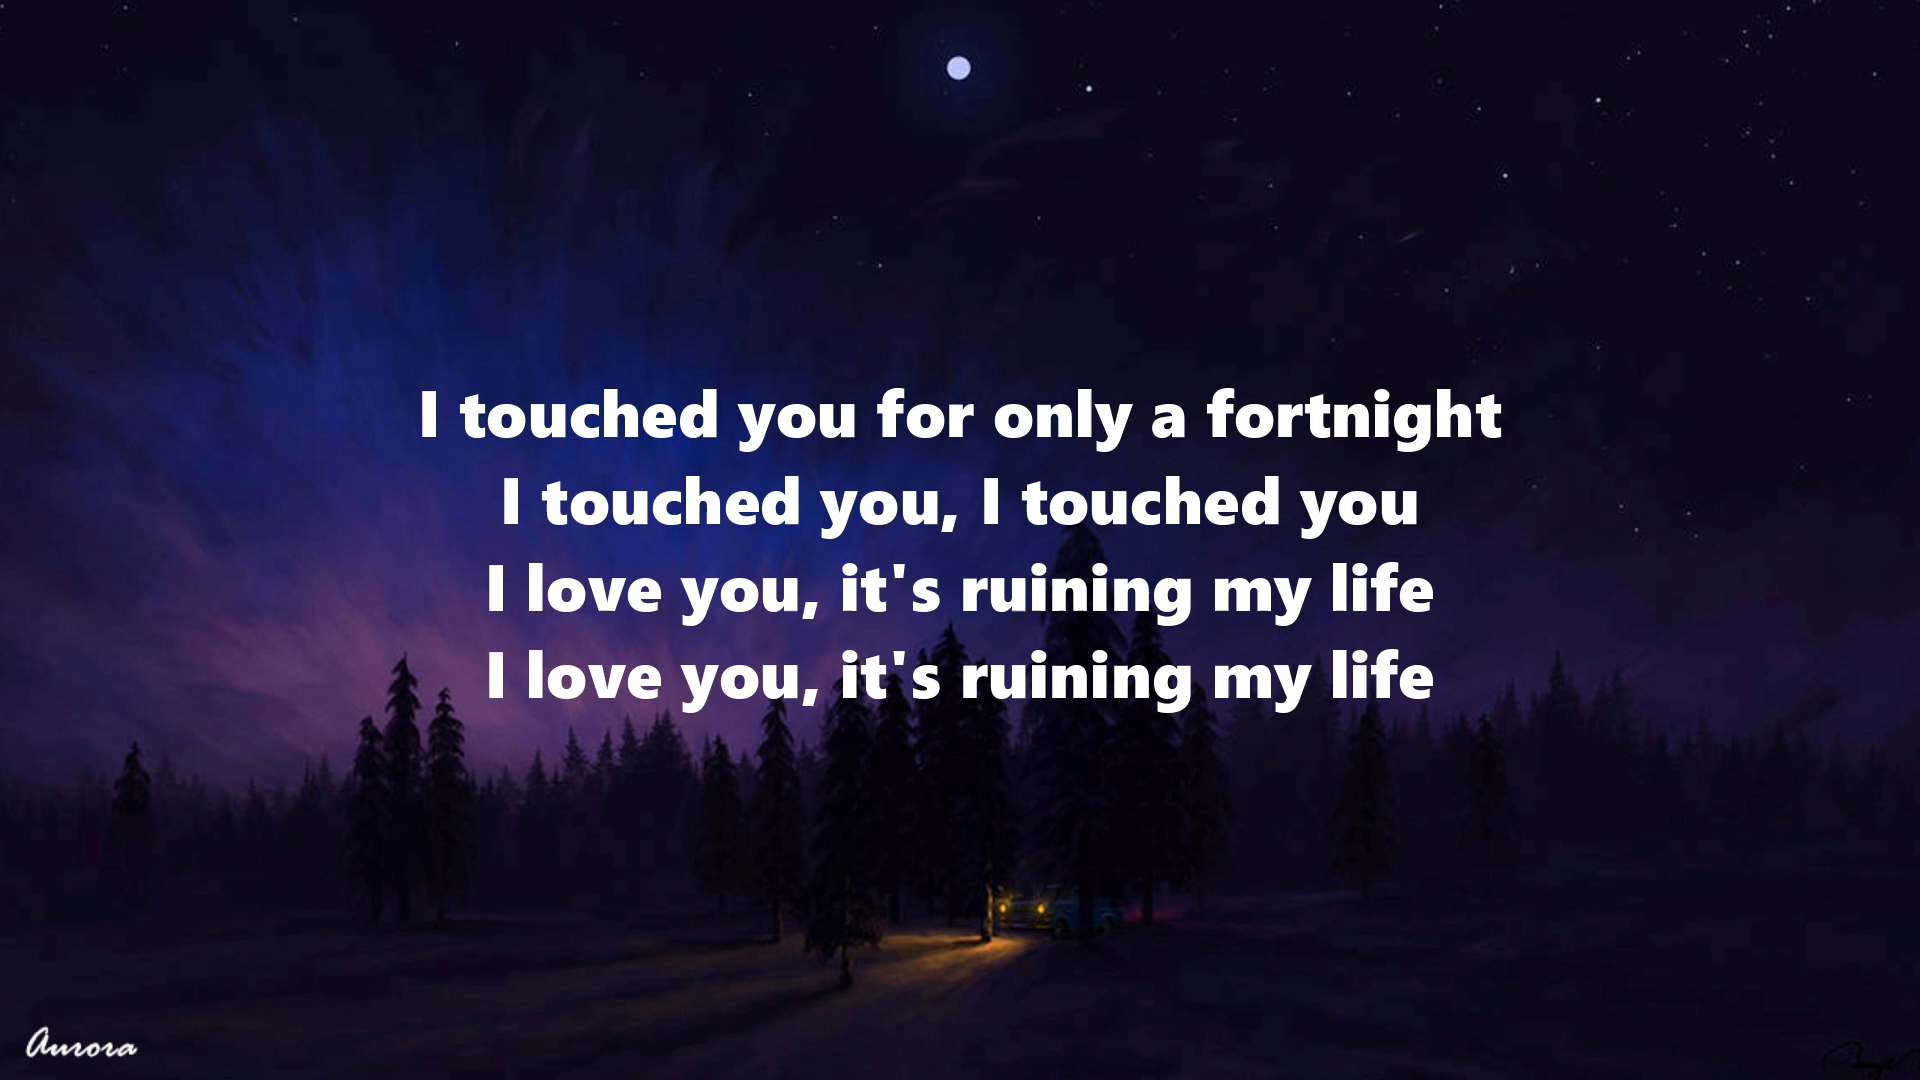 I touched you for only a fortnight
I touched you, I touched you
I love you, it's ruining my life
I love you, it's ruining my life
Aurora